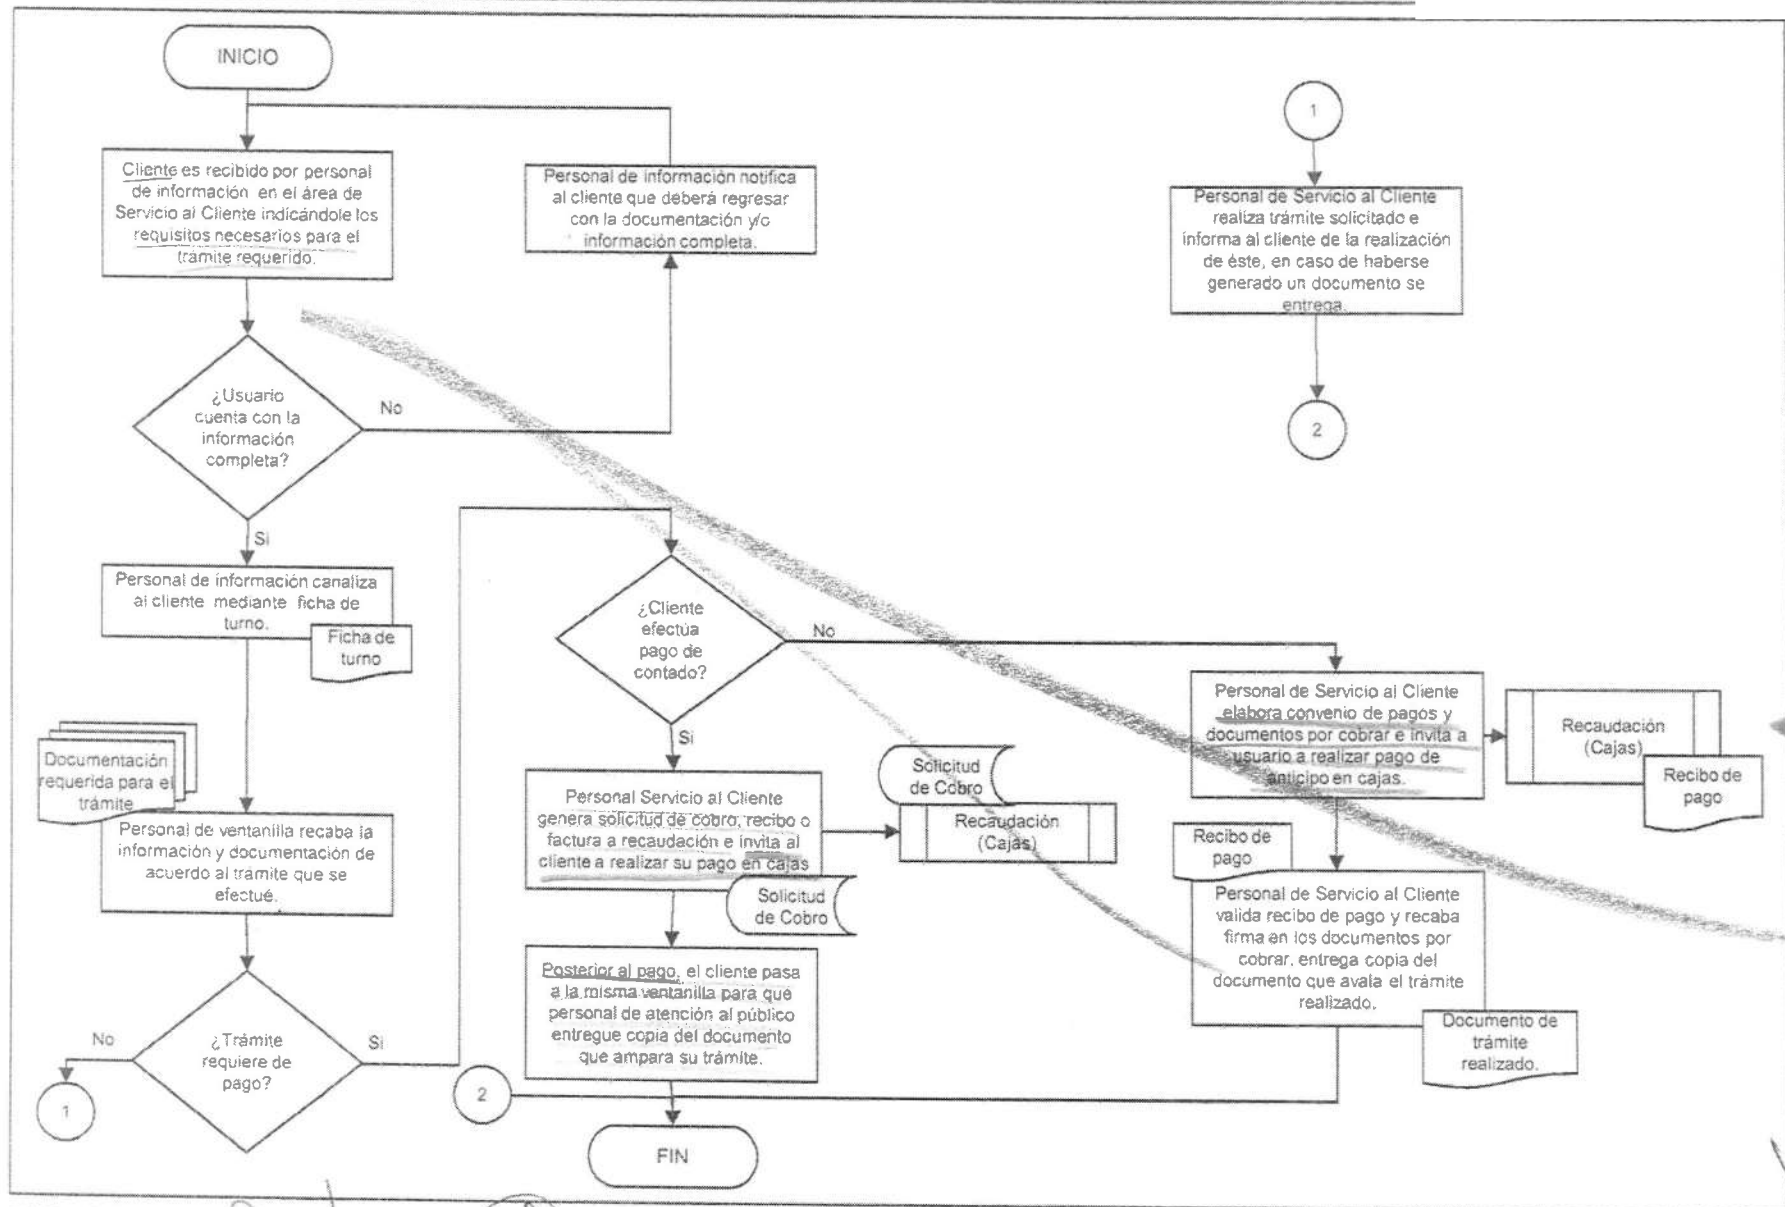 INICIO
Cliente es recibido por personal
de información en el área de
Servicio al Cliente indicándole los
requisitos necesarios para el
trámite requerido.
Personal de información notifica
al cliente que deberá regresar
con la documentación y/o
información completa.
¿Usuario
cuenta con la
información
completa?
No
Si
Personal de información canaliza
al cliente mediante ficha de
turno.
Ficha de
turno
Documentación
requerida para el
trámite
Personal de ventanilla recaba la
información y documentación de
acuerdo al trámite que se
efectué.
¿Trámite
requiere de
pago?
No
Si
1
¿Cliente
efectúa
pago de
contado?
No
Si
Personal Servicio al Cliente
genera solicitud de cobro, recibo o
factura a recaudación e invita al
cliente a realizar su pago en cajas
Solicitud
de Cobro
Solicitud
de Cobro
Recaudación
(Cajas)
Posterior al pago, el cliente pasa
a la misma ventanilla para que
personal de atención al público
entregue copia del documento
que ampara su trámite.
2
FIN
1
Personal de Servicio al Cliente
realiza trámite solicitado e
informa al cliente de la realización
de éste, en caso de haberse
generado un documento se
entrega.
2
Personal de Servicio al Cliente
elabora convenio de pagos y
documentos por cobrar e invita a
usuario a realizar pago de
anticipo en cajas.
Recaudación
(Cajas)
Recibo de
pago
Recibo de
pago
Personal de Servicio al Cliente
valida recibo de pago y recaba
firma en los documentos por
cobrar, entrega copia del
documento que avala el trámite
realizado.
Documento de
trámite
realizado.